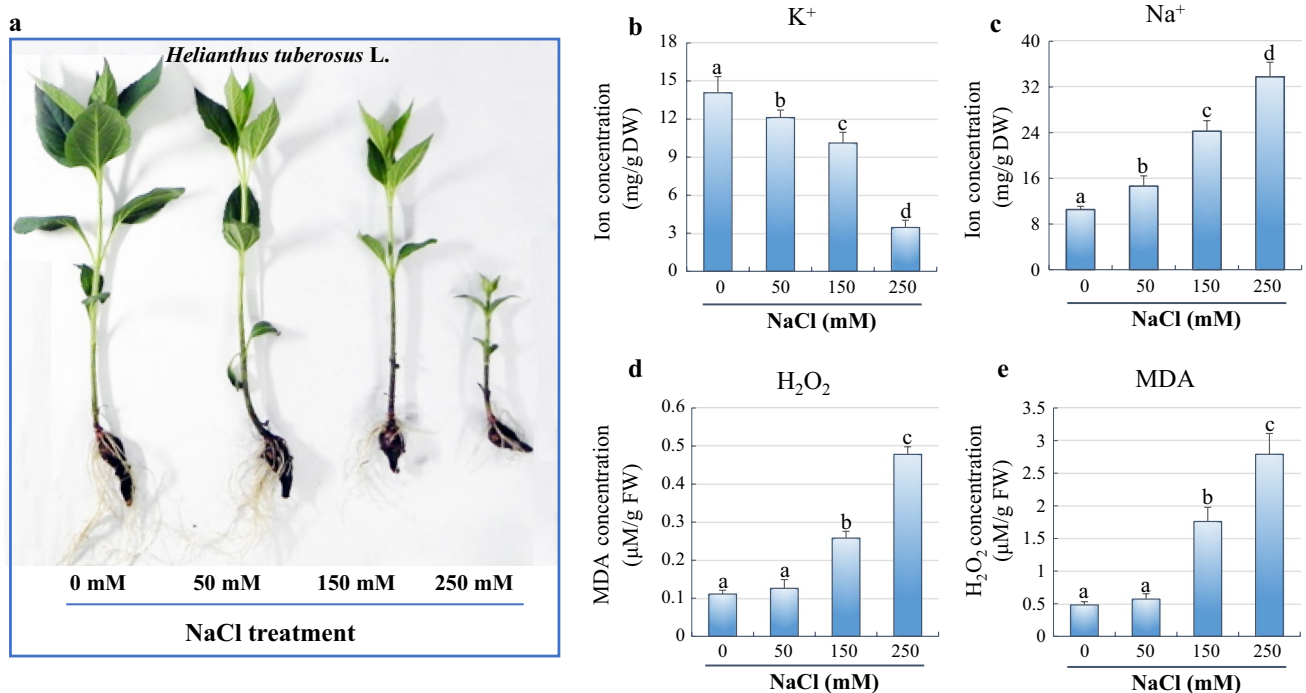 a
Helianthus tuberosus L.
0 mM 50 mM 150 mM 250 mM
NaCl treatment
b
K⁺
Ion concentration
(mg/g DW)
18
15
12
9
6
3
0
a
b
c
d
0 50 150 250
NaCl (mM)
c
Na⁺
Ion concentration
(mg/g DW)
40
32
24
16
8
0
a
b
c
d
0 50 150 250
NaCl (mM)
d
H₂O₂
MDA concentration
(μM/g FW)
0.6
0.5
0.4
0.3
0.2
0.1
0
a
a
b
c
0 50 150 250
NaCl (mM)
e
MDA
H₂O₂ concentration
(μM/g FW)
3.5
3
2.5
2
1.5
1
0.5
0
a
a
b
c
0 50 150 250
NaCl (mM)